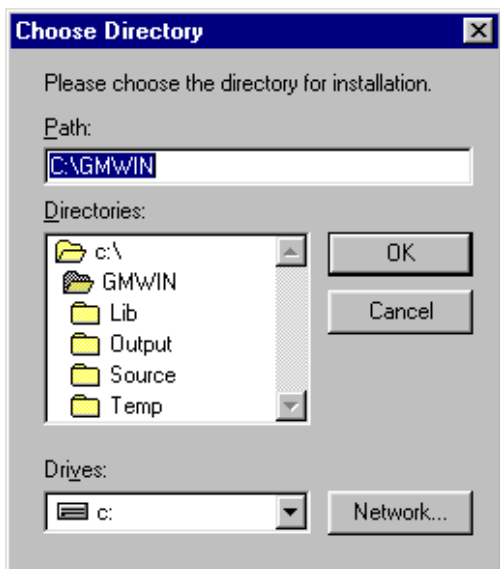 Choose Directory
Please choose the directory for installation.
Path:
C:\GMWIN
Directories:
c:\
GMWIN
Lib
Output
Source
Temp
OK
Cancel
Drives:
c:
Network...